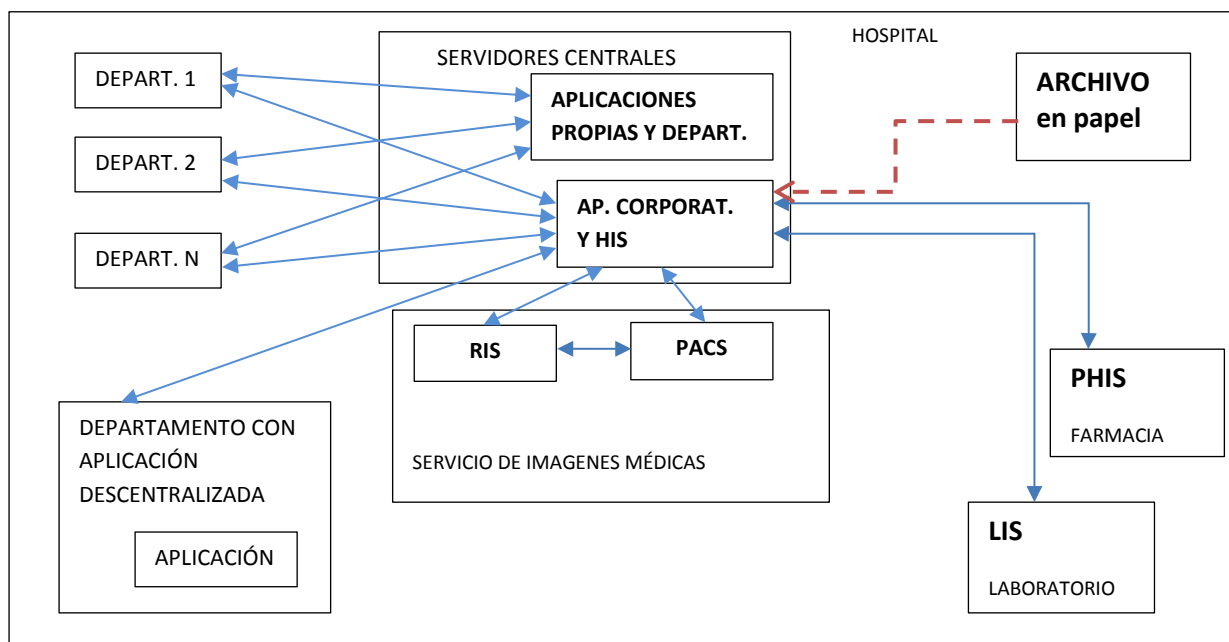 HOSPITAL
SERVIDORES CENTRALES
DEPART. 1
APLICACIONES
PROPIAS Y DEPART.
ARCHIVO
en papel
DEPART. 2
AP. CORPORAT.
Y HIS
DEPART. N
RIS
PACS
SERVICIO DE IMAGENES MÉDICAS
PHIS
FARMACIA
DEPARTAMENTO CON
APLICACIÓN
DESCENTRALIZADA
APLICACIÓN
LIS
LABORATORIO